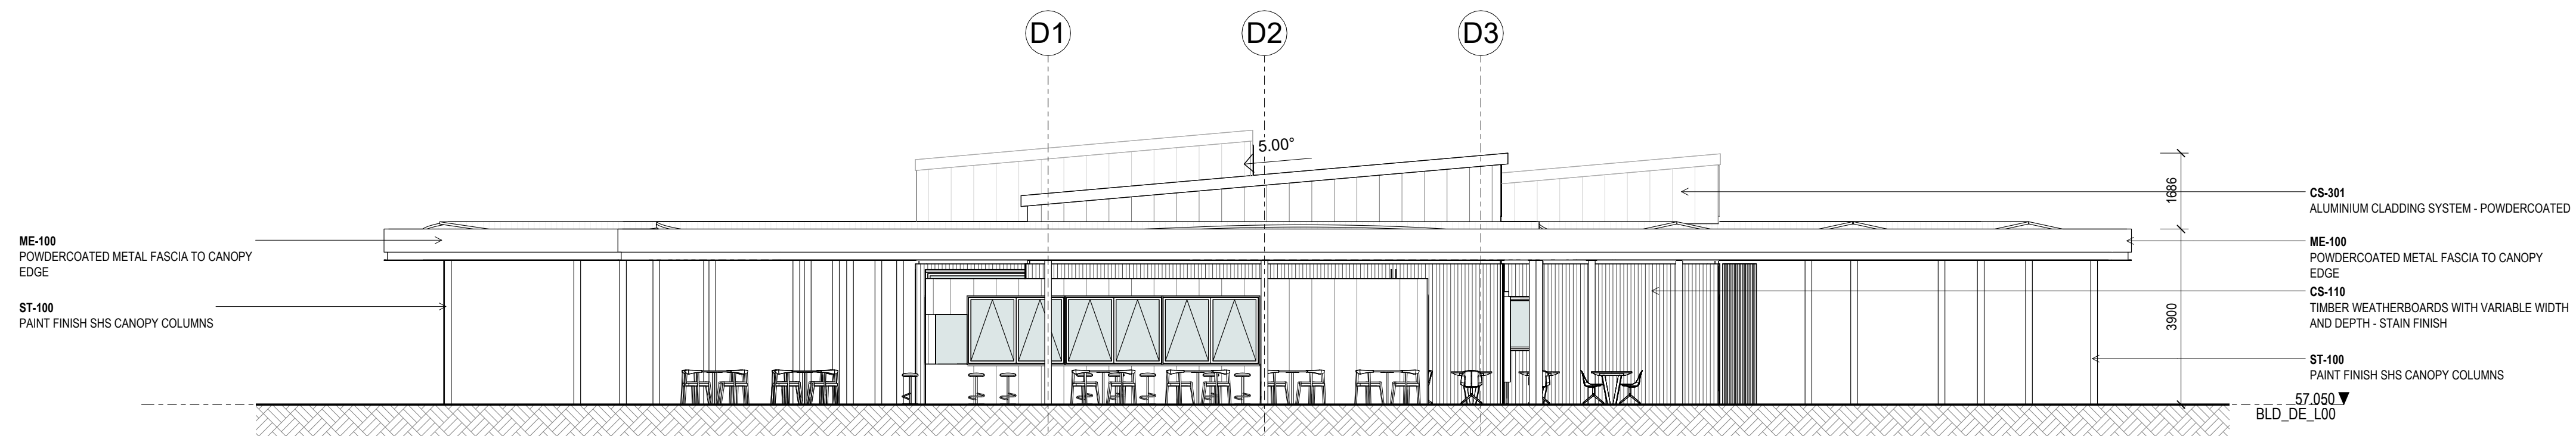 D1
D2
D3
5.00°
ME-100
POWDERCOATED METAL FASCIA TO CANOPY
EDGE
ST-100
PAINT FINISH SHS CANOPY COLUMNS
1686
3900
CS-301
ALUMINIUM CLADDING SYSTEM - POWDERCOATED
ME-100
POWDERCOATED METAL FASCIA TO CANOPY
EDGE
CS-110
TIMBER WEATHERBOARDS WITH VARIABLE WIDTH
AND DEPTH - STAIN FINISH
ST-100
PAINT FINISH SHS CANOPY COLUMNS
57.050
BLD_DE_L00